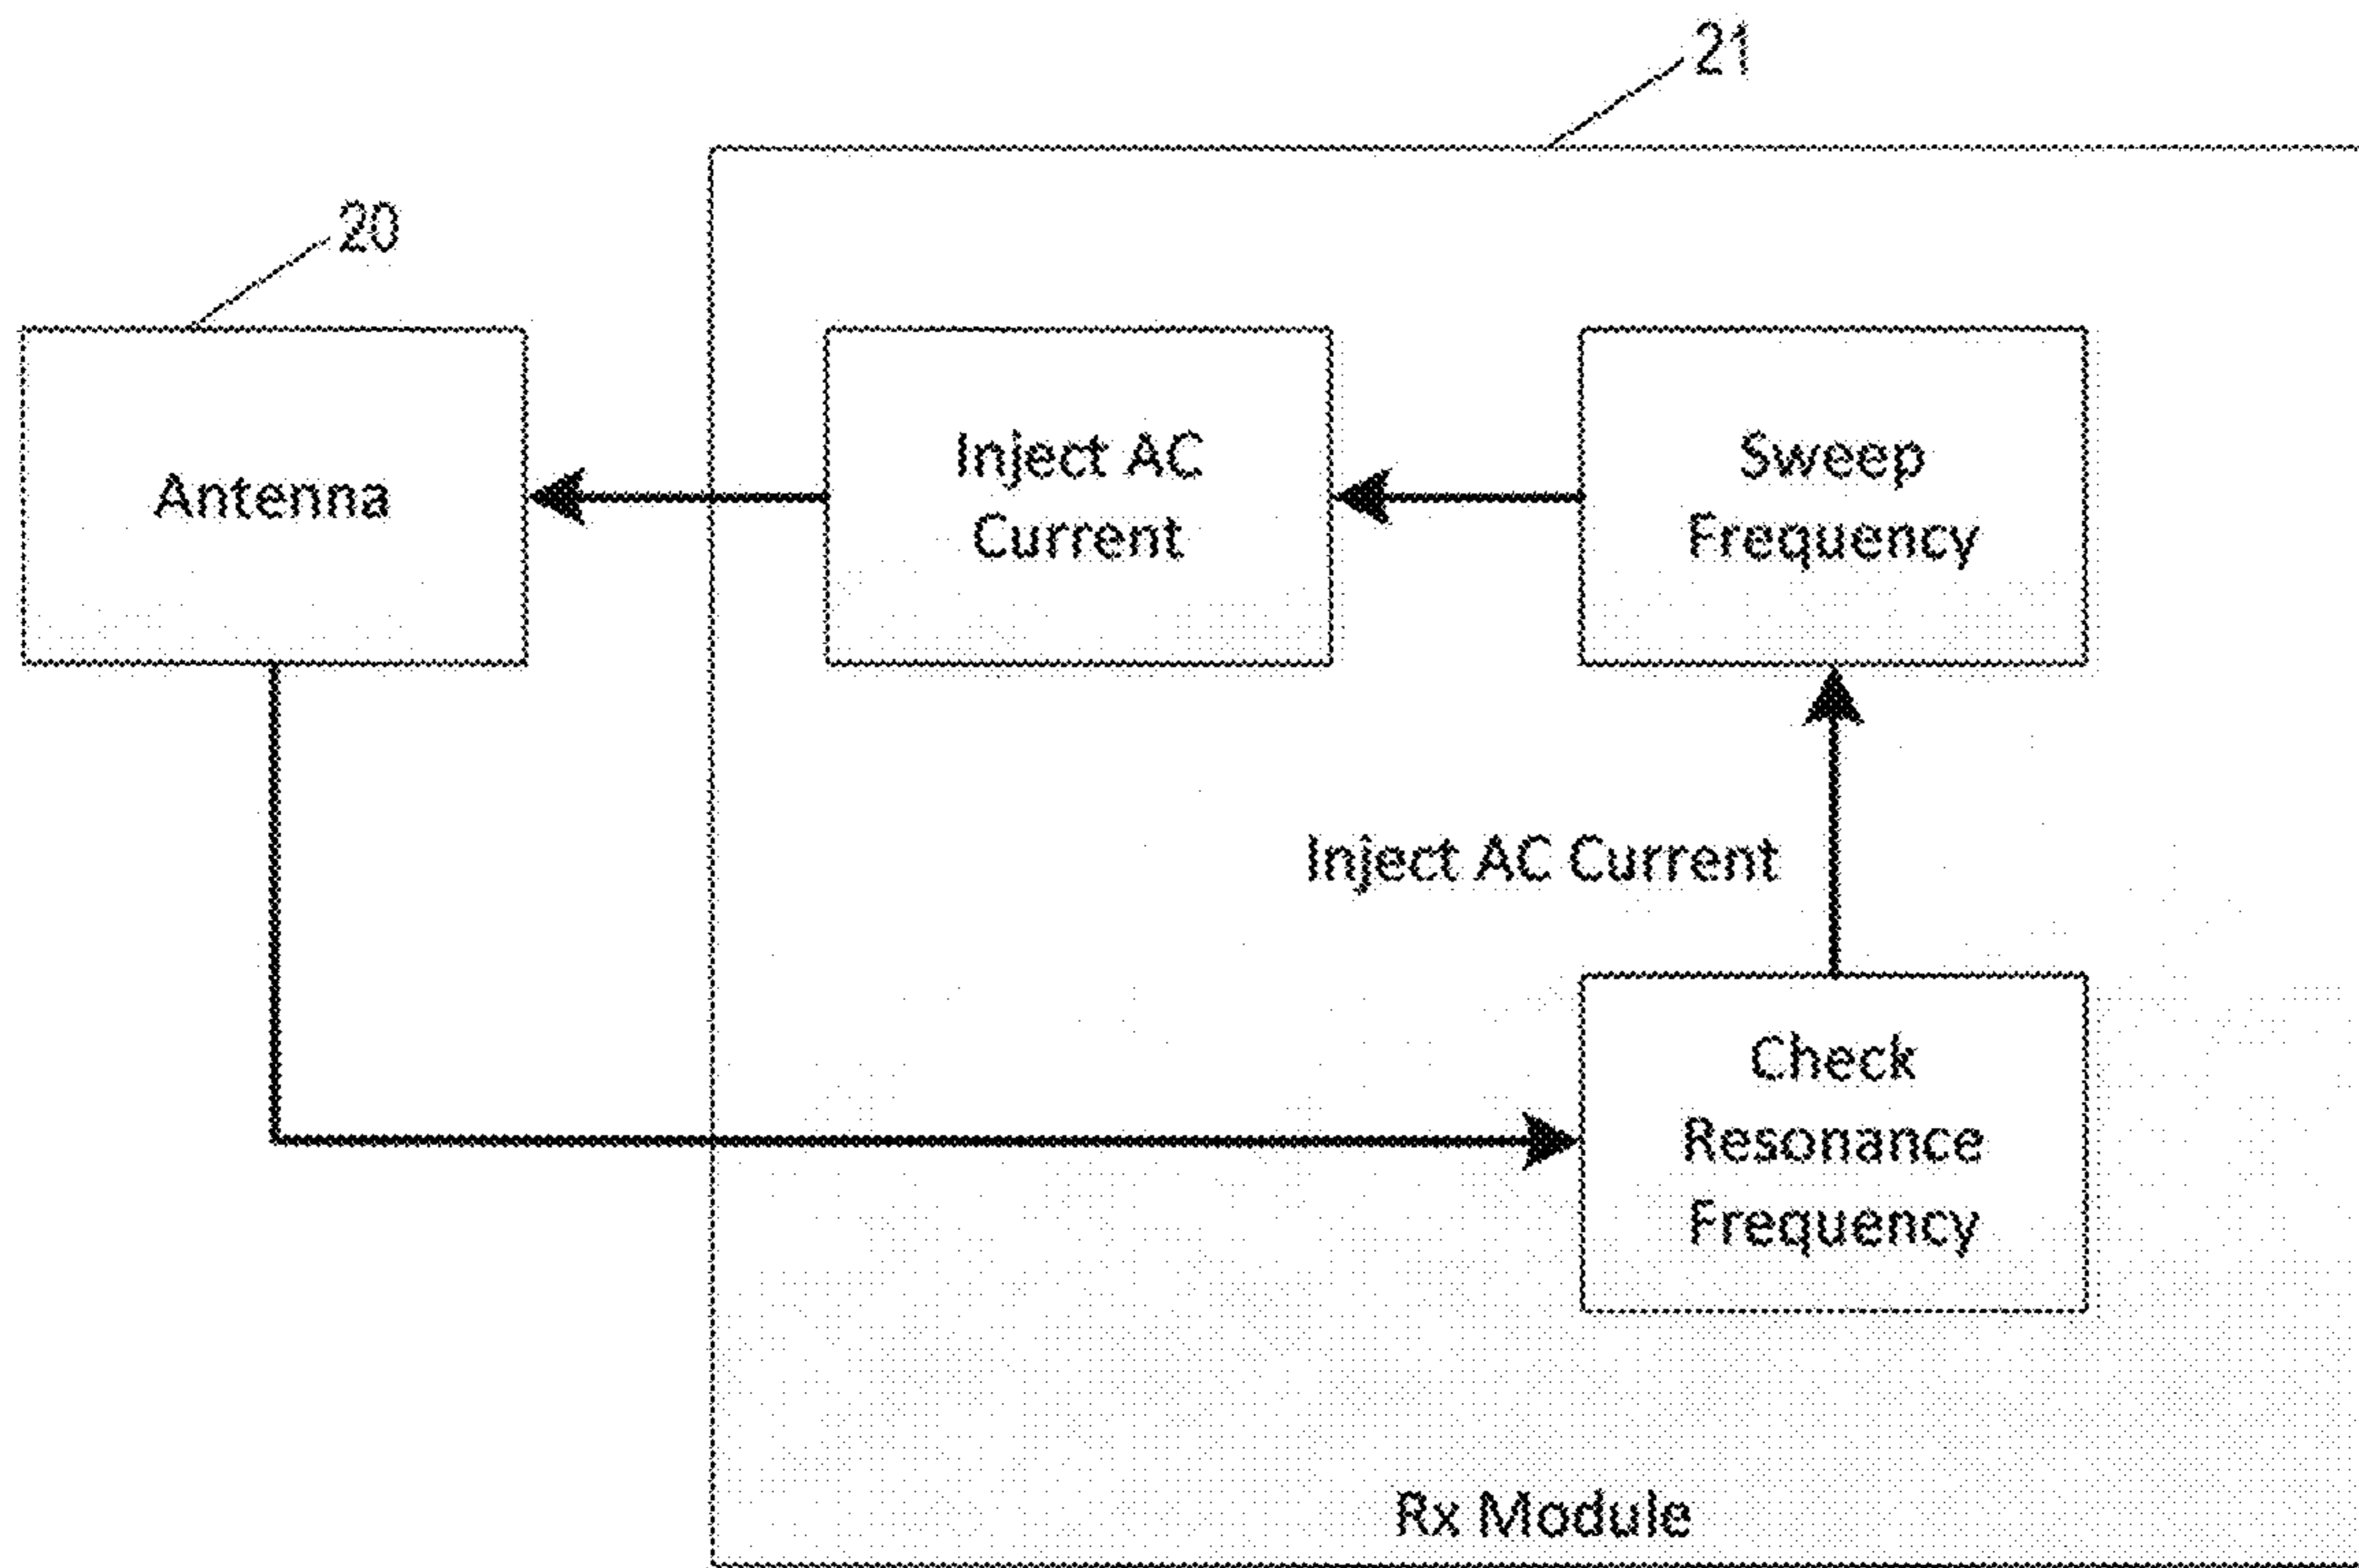 21
20
Antenna
Inject AC
Current
Sweep
Frequency
Inject AC Current
Check
Resonance
Frequency
Rx Module